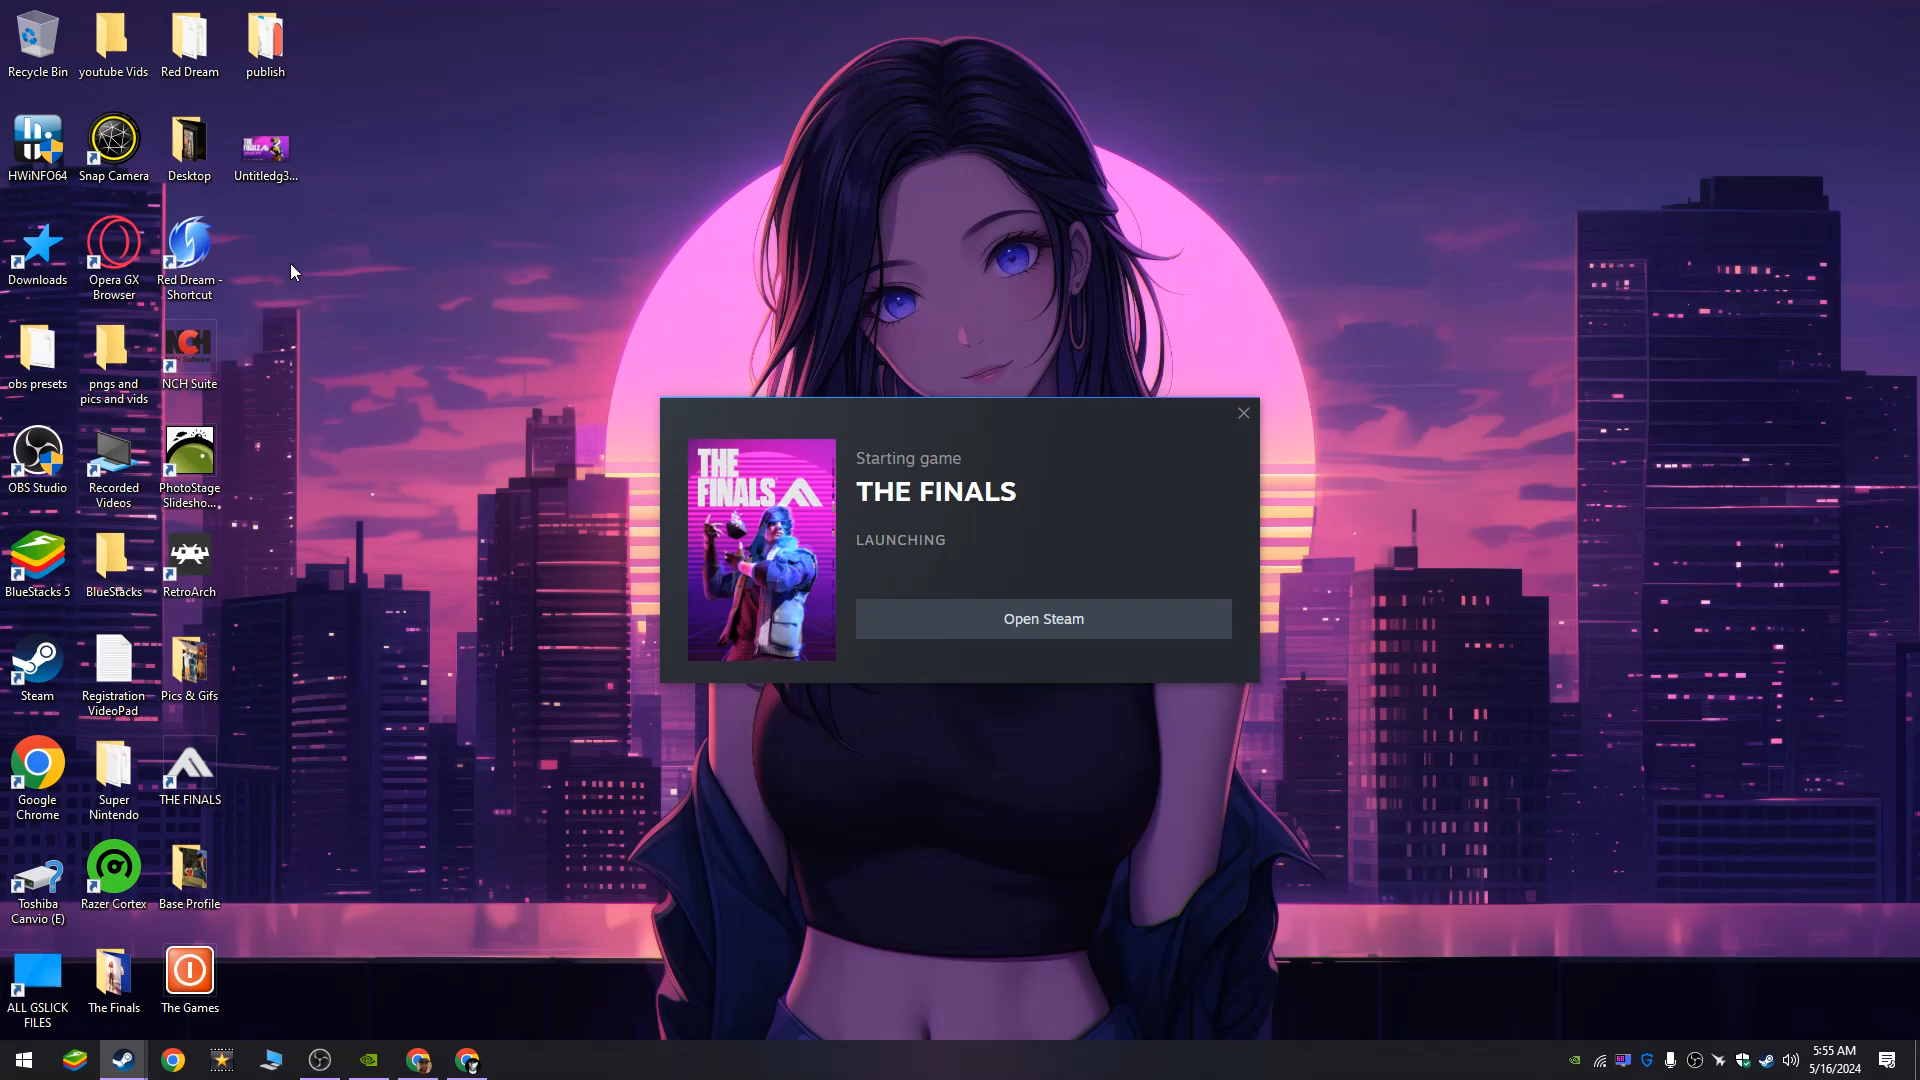 Recycle Bin
youtube Vids
Red Dream
publish
HWiNFO64
Snap Camera
Desktop
THE
FINALS
Untitledg3...
Downloads
Opera GX
Browser
Red Dream -
Shortcut
obs presets
pngs and
pics and vids
NCH
NCH Suite
OBS Studio
Recorded
Videos
PhotoStage
Slidesho...
BlueStacks 5
BlueStacks
RetroArch
Steam
Registration
VideoPad
Pics & Gifs
Google
Chrome
Super
Nintendo
THE FINALS
Toshiba
Canvio (E)
Razer Cortex
Base Profile
ALL GSLICK
FILES
The Finals
The Games
THE
FINALS
Starting game
THE FINALS
LAUNCHING
Open Steam
60
5:55 AM
5/16/2024